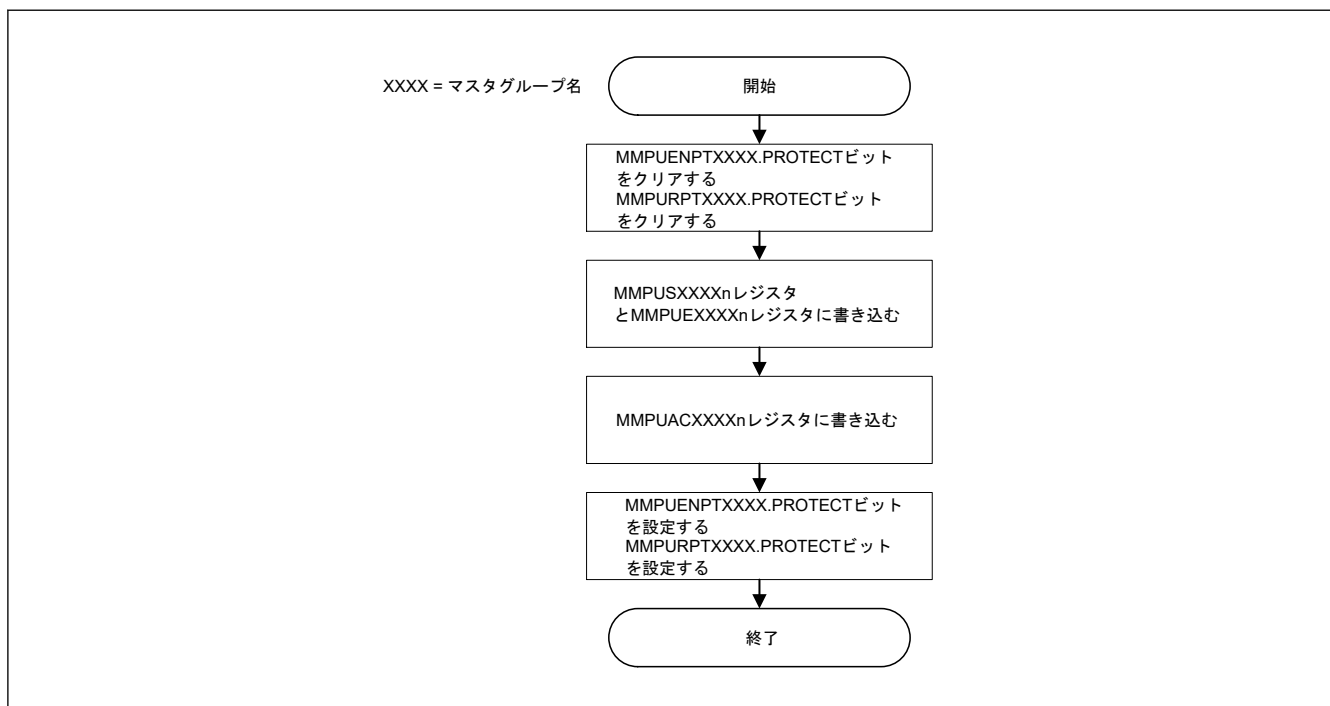 XXXX = マスタグループ名
開始
MMPUENPTXXXX.PROTECTビット
をクリアする
MMPURPTXXXX.PROTECTビット
をクリアする
MMPUSXXXXnレジスタ
とMMPUEXXXXnレジスタに書き込む
MMPUACXXXXnレジスタに書き込む
MMPUENPTXXXX.PROTECTビット
を設定する
MMPURPTXXXX.PROTECTビット
を設定する
終了